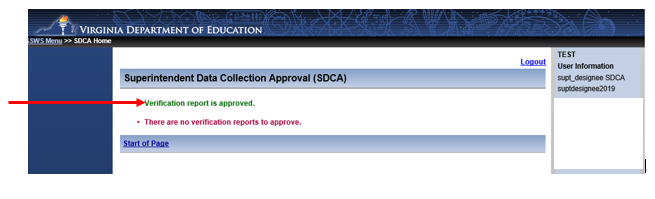 VIRGINIA DEPARTMENT OF EDUCATION
SSWS Menu >> SDCA Home
Logout
Superintendent Data Collection Approval (SDCA)
Verification report is approved.
• There are no verification reports to approve.
Start of Page
TEST
User Information
supt_designee SDCA
suptdesignee2019